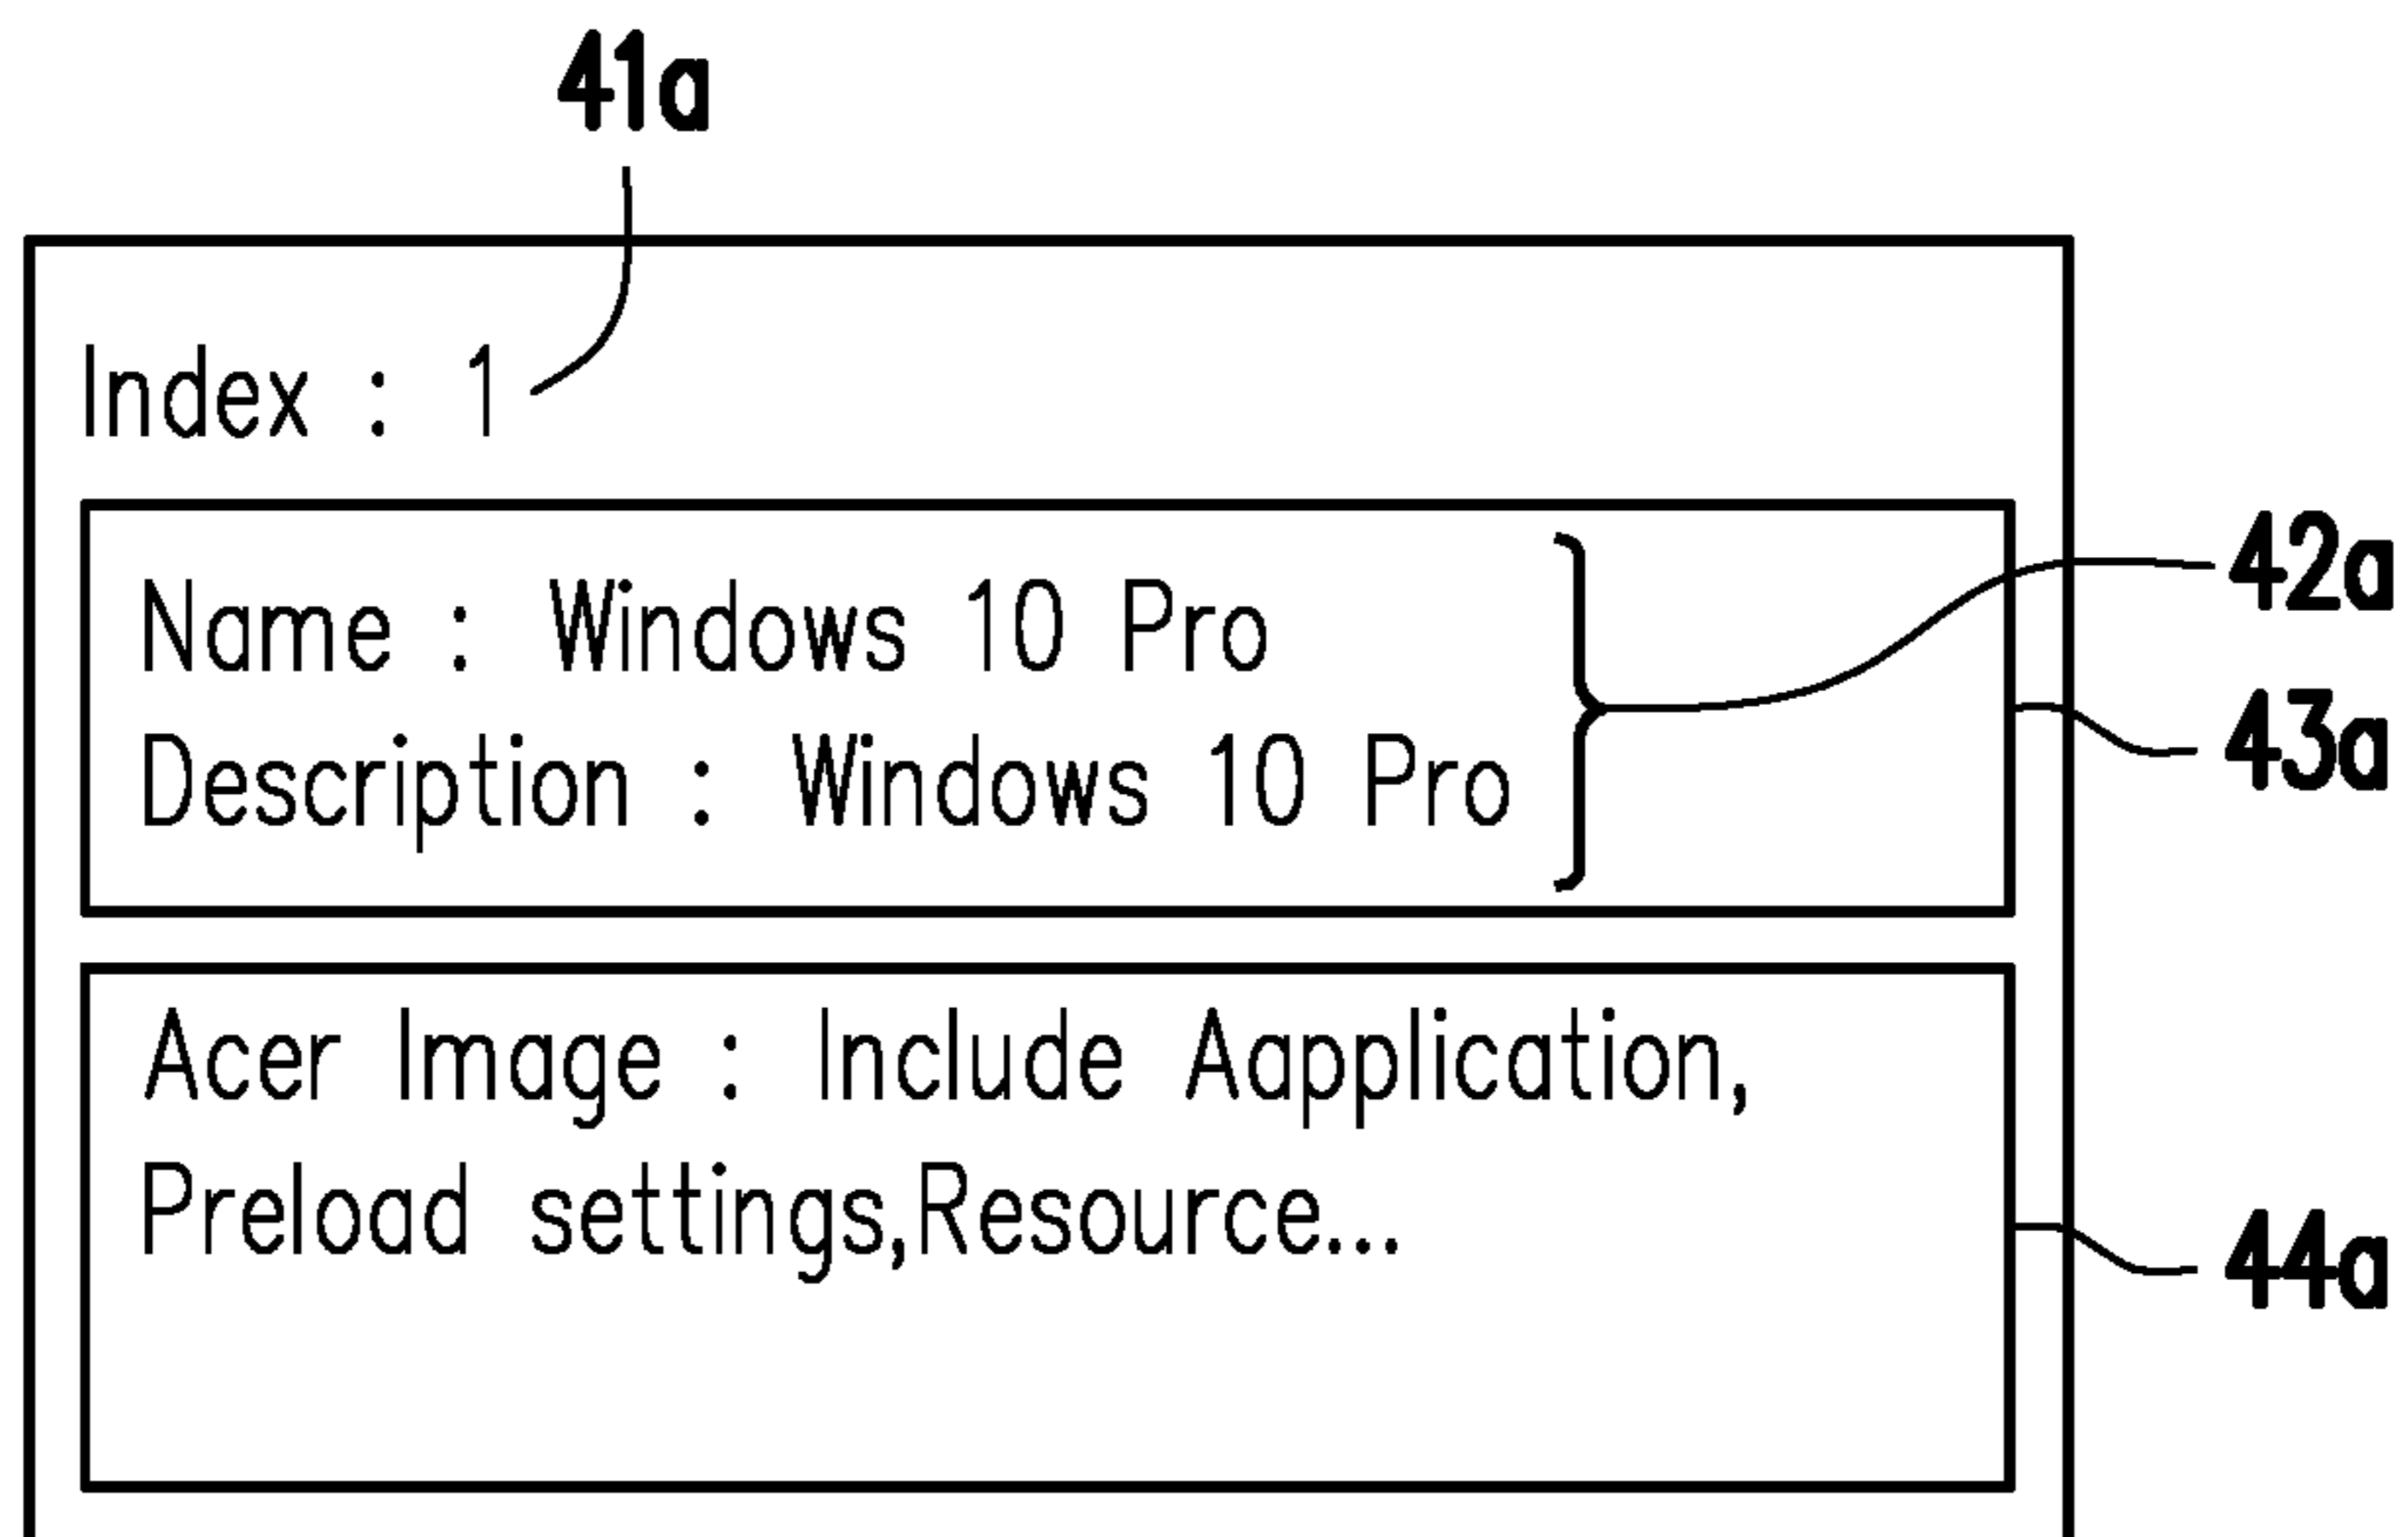 41a
Index : 1
42a
Name : Windows 10 Pro
43a
Description : Windows 10 Pro
Acer Image : Include Aapplication,
Preload settings,Resource...
44a